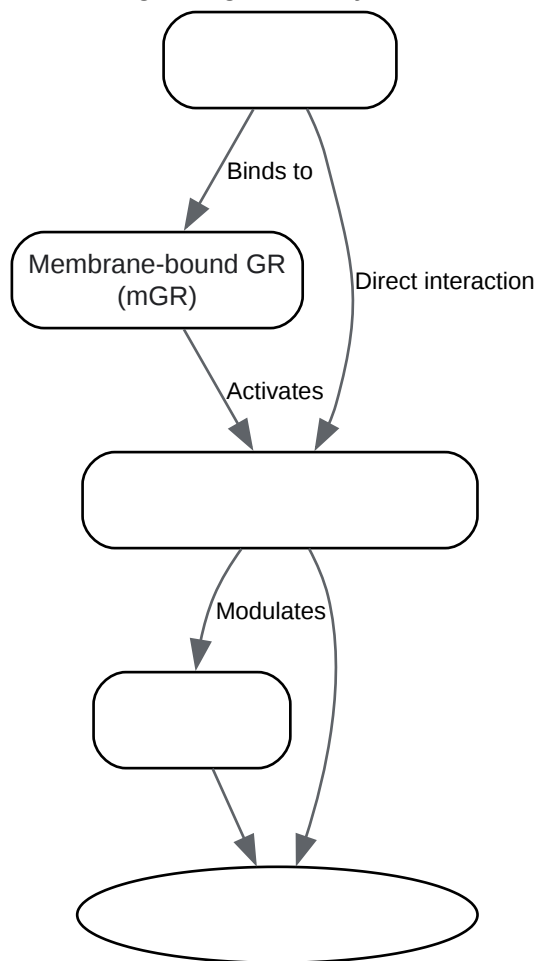 Binds to
Membrane-bound GR
(mGR)
Direct interaction
Activates
Modulates